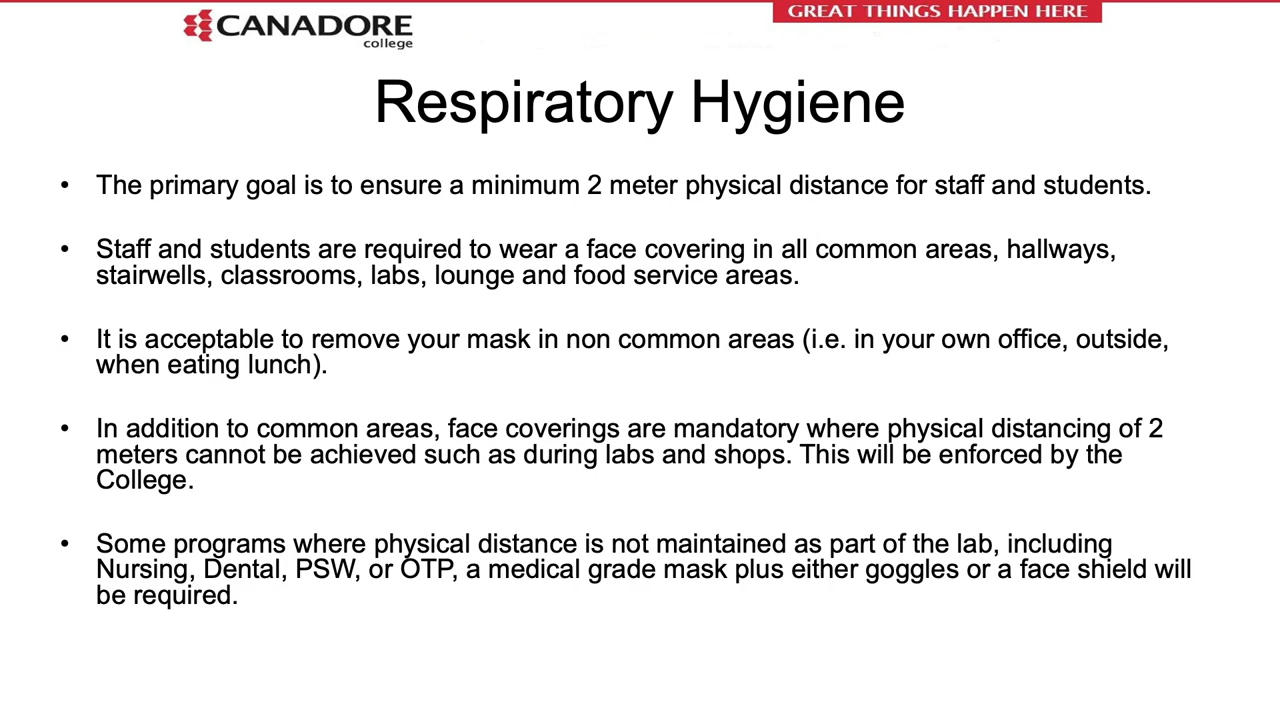 CANADORE
college
GREAT THINGS HAPPEN HERE
Respiratory Hygiene
• The primary goal is to ensure a minimum 2 meter physical distance for staff and students.
• Staff and students are required to wear a face covering in all common areas, hallways,
stairwells, classrooms, labs, lounge and food service areas.
• It is acceptable to remove your mask in non common areas (i.e. in your own office, outside,
when eating lunch).
• In addition to common areas, face coverings are mandatory where physical distancing of 2
meters cannot be achieved such as during labs and shops. This will be enforced by the
College.
• Some programs where physical distance is not maintained as part of the lab, including
Nursing, Dental, PSW, or OTP, a medical grade mask plus either goggles or a face shield will
be required.